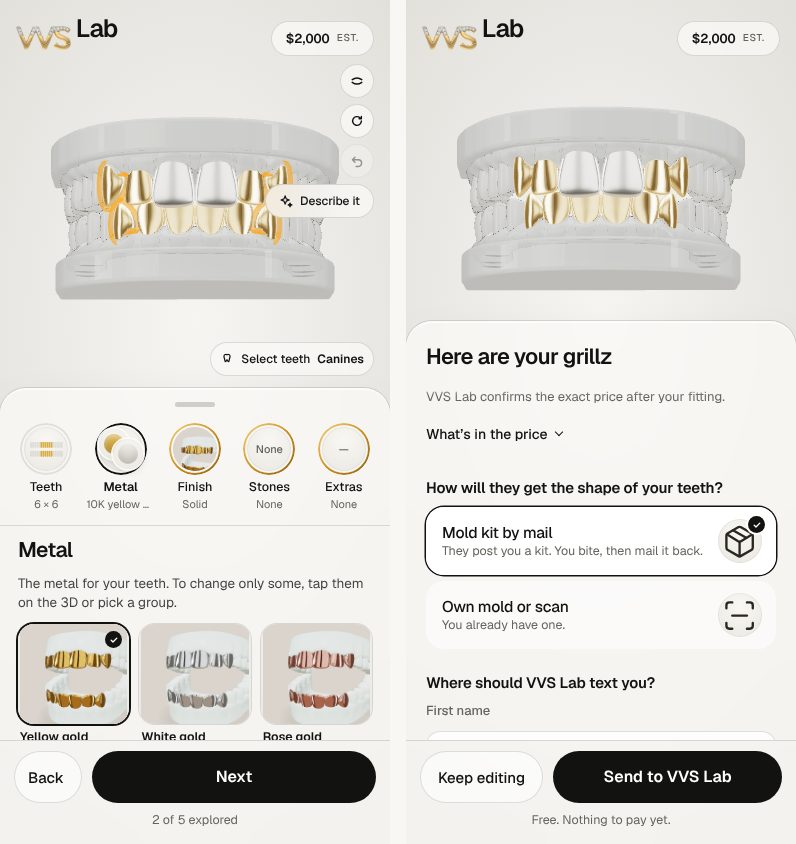 VVS Lab
$2,000 EST.
Describe it
Select teeth Canines
Teeth
6 × 6
Metal
10K yellow ...
Finish
Solid
None
Stones
None
Extras
None
Metal
The metal for your teeth. To change only some, tap them
on the 3D or pick a group.
Yellow gold
White gold
Rose gold
Back
Next
2 of 5 explored
VVS Lab
$2,000 EST.
Here are your grillz
VVS Lab confirms the exact price after your fitting.
What's in the price
How will they get the shape of your teeth?
Mold kit by mail
They post you a kit. You bite, then mail it back.
Own mold or scan
You already have one.
Where should VVS Lab text you?
First name
Keep editing
Send to VVS Lab
Free. Nothing to pay yet.